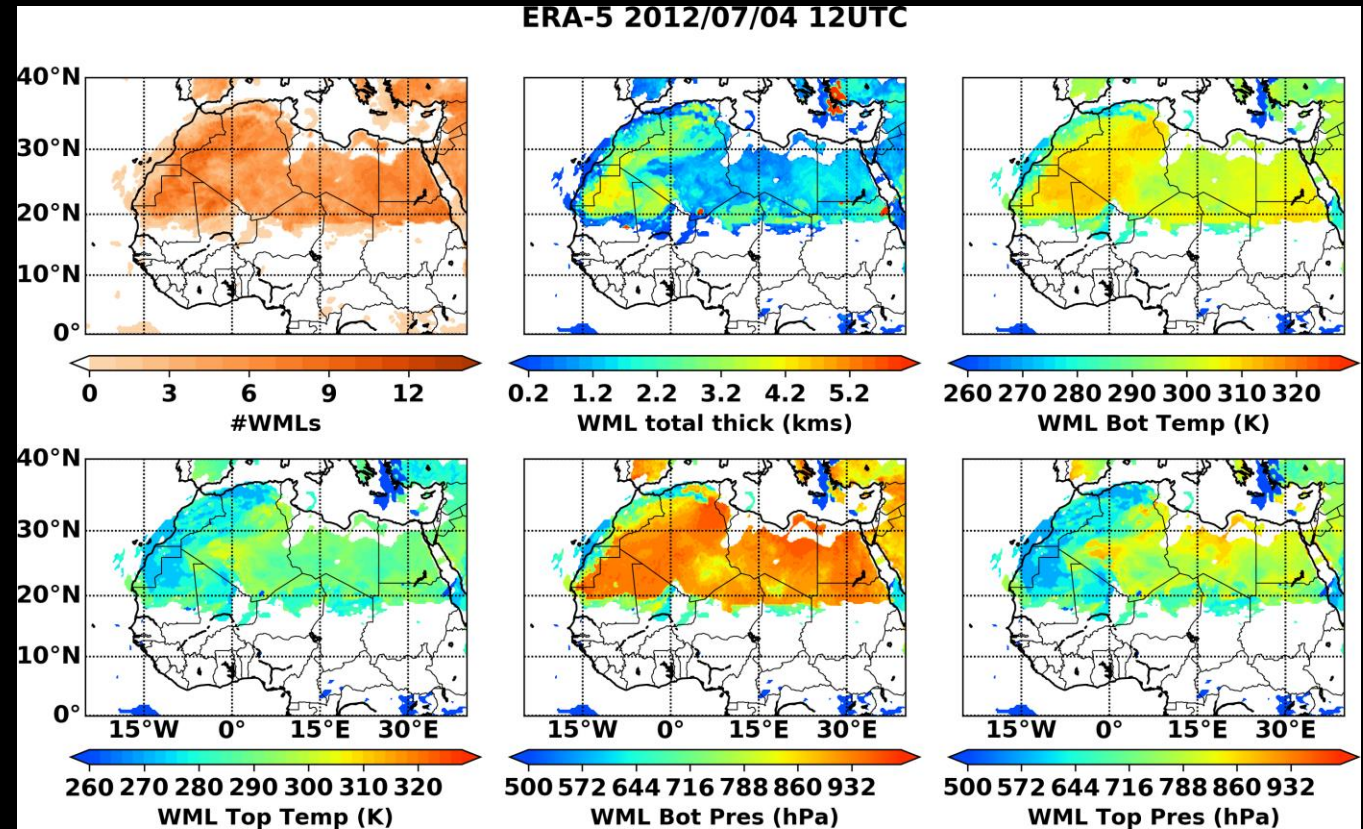 ERA-5 2012/07/04 12UTC
40°N
30°N
20°N
10°N
0°
0 3 6 9 12
#WMLs
0.2 1.2 2.2 3.2 4.2 5.2
WML total thick (kms)
260 270 280 290 300 310 320
WML Bot Temp (K)
40°N
30°N
20°N
10°N
0°
15°W 0° 15°E 30°E
15°W 0° 15°E 30°E
15°W 0° 15°E 30°E
260 270 280 290 300 310 320
WML Top Temp (K)
500 572 644 716 788 860 932
WML Bot Pres (hPa)
500 572 644 716 788 860 932
WML Top Pres (hPa)